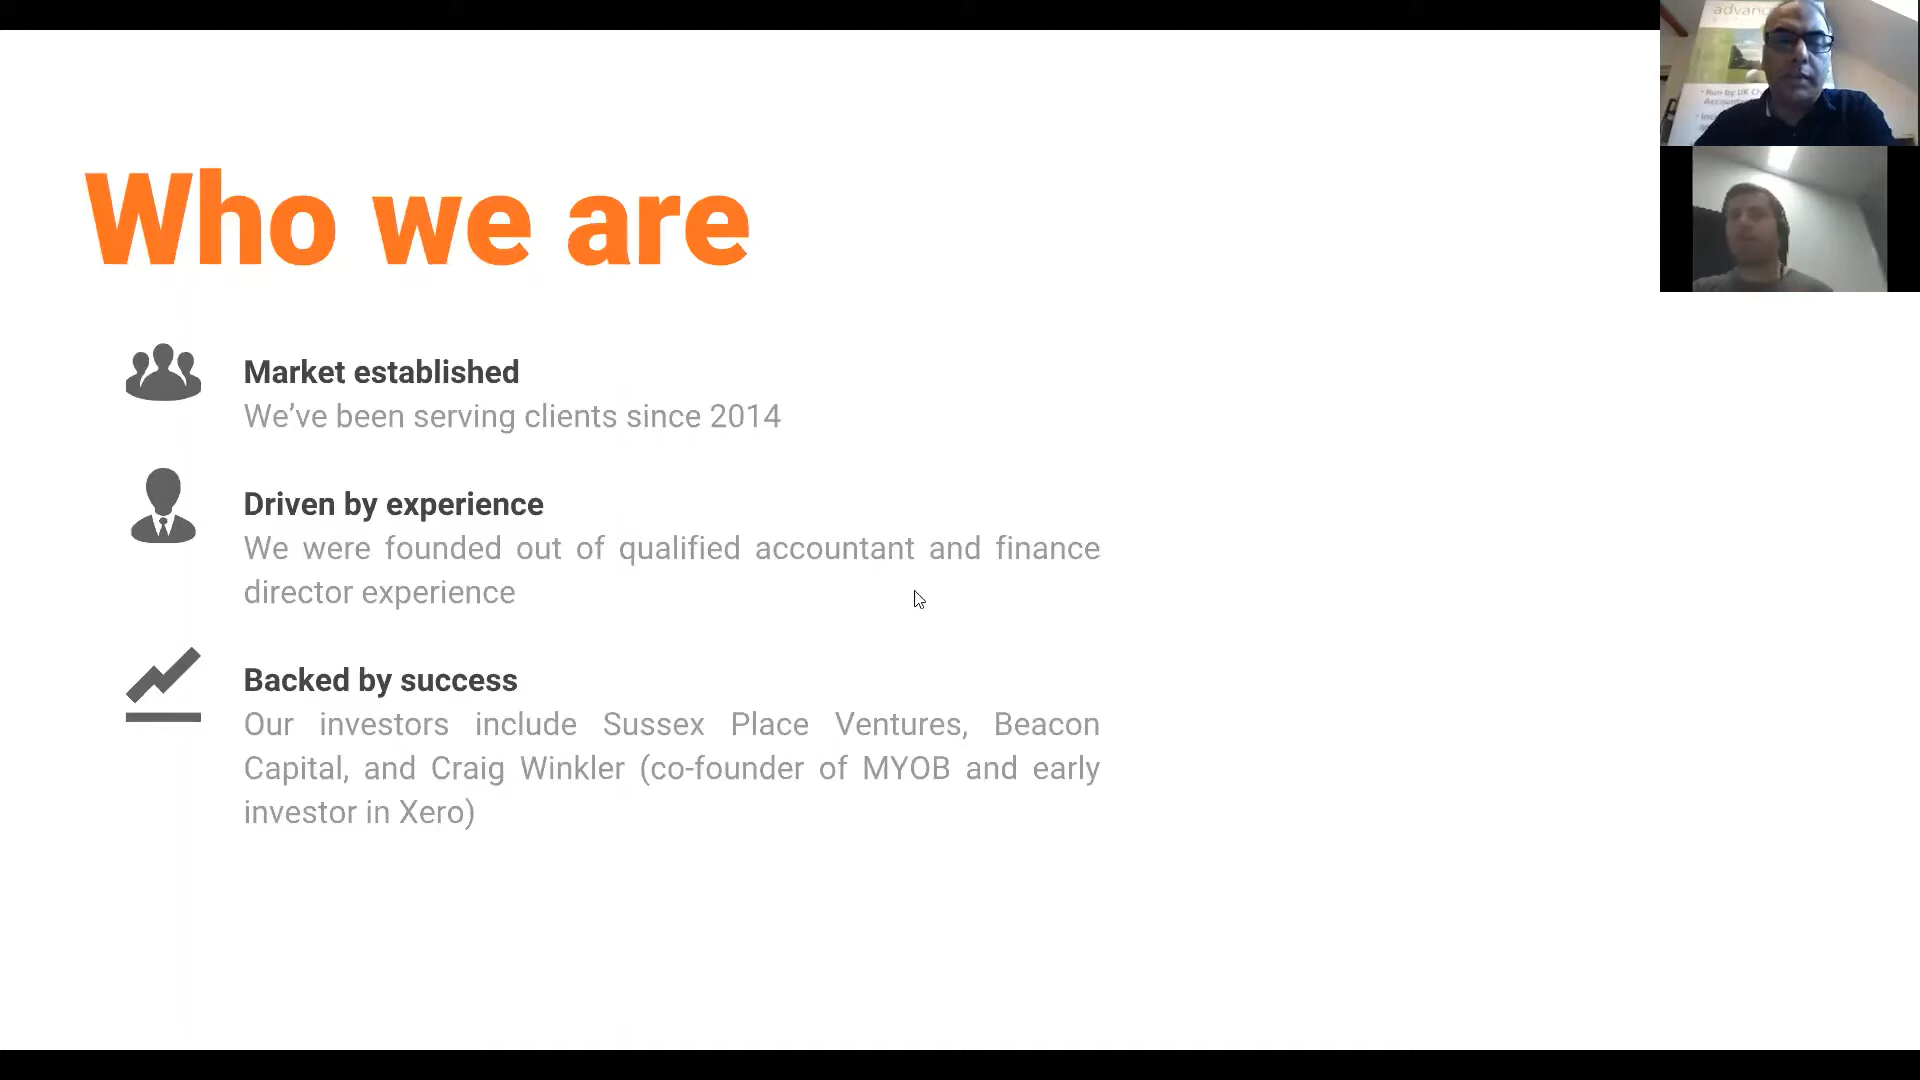 advanc
Who we are
Market established
We’ve been serving clients since 2014
Driven by experience
We were founded out of qualified accountant and finance
director experience
Backed by success
Our investors include Sussex Place Ventures, Beacon
Capital, and Craig Winkler (co-founder of MYOB and early
investor in Xero)